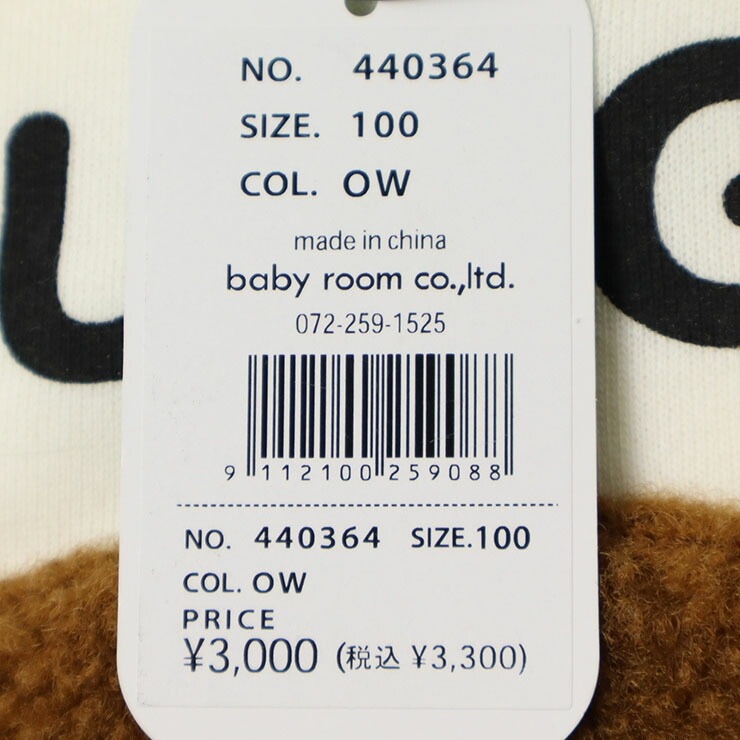 NO. 440364
SIZE. 100
COL. OW
made in china
baby room co.,ltd.
072-259-1525
9 112100 259088
NO. 440364 SIZE.100
COL. OW
PRICE
¥3,000 (税込 ¥3,300)